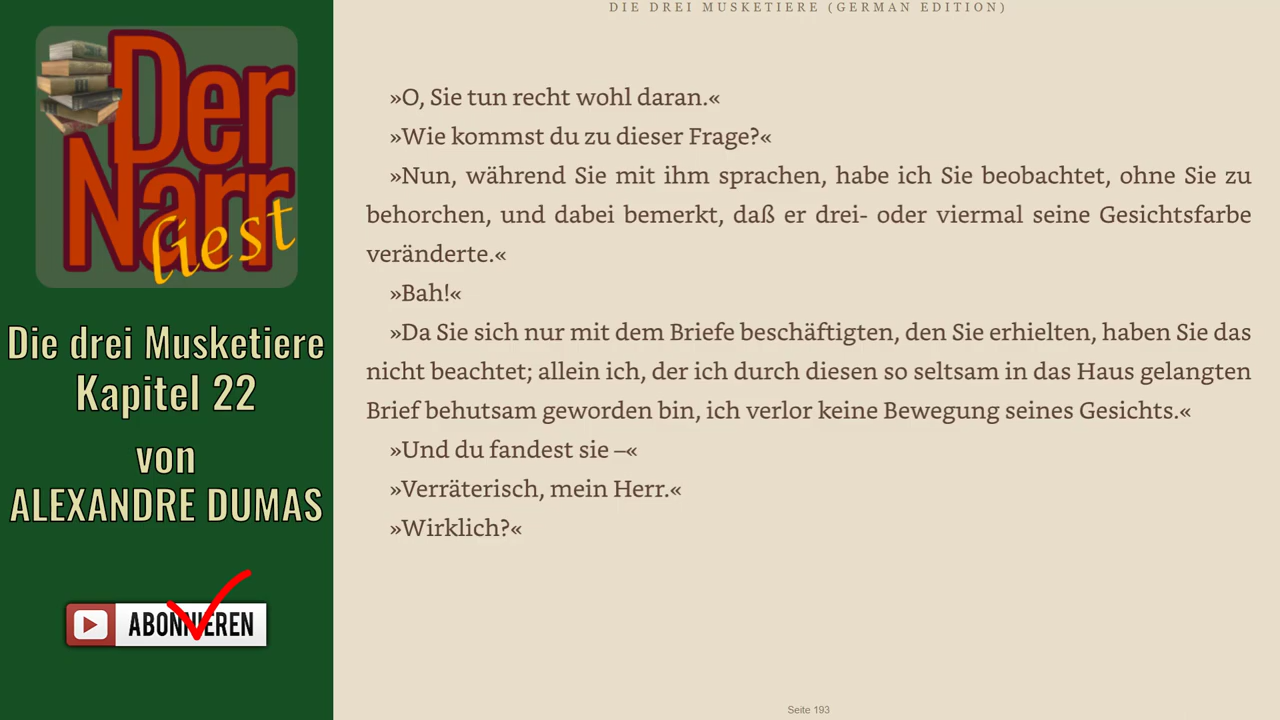 Der
Narr
liest
Die drei Musketiere
Kapitel 22
von
ALEXANDRE DUMAS
ABONNIEREN
DIE DREI MUSKETIERE (GERMAN EDITION)
»O, Sie tun recht wohl daran.«
»Wie kommst du zu dieser Frage?«
»Nun, während Sie mit ihm sprachen, habe ich Sie beobachtet, ohne Sie zu
behorchen, und dabei bemerkt, daß er drei- oder viermal seine Gesichtsfarbe
veränderte.«
»Bah!«
»Da Sie sich nur mit dem Briefe beschäftigten, den Sie erhielten, haben Sie das
nicht beachtet; allein ich, der ich durch diesen so seltsam in das Haus gelangten
Brief behutsam geworden bin, ich verlor keine Bewegung seines Gesichts.«
»Und du fandest sie –«
»Verräterisch, mein Herr.«
»Wirklich?«
Seite 193